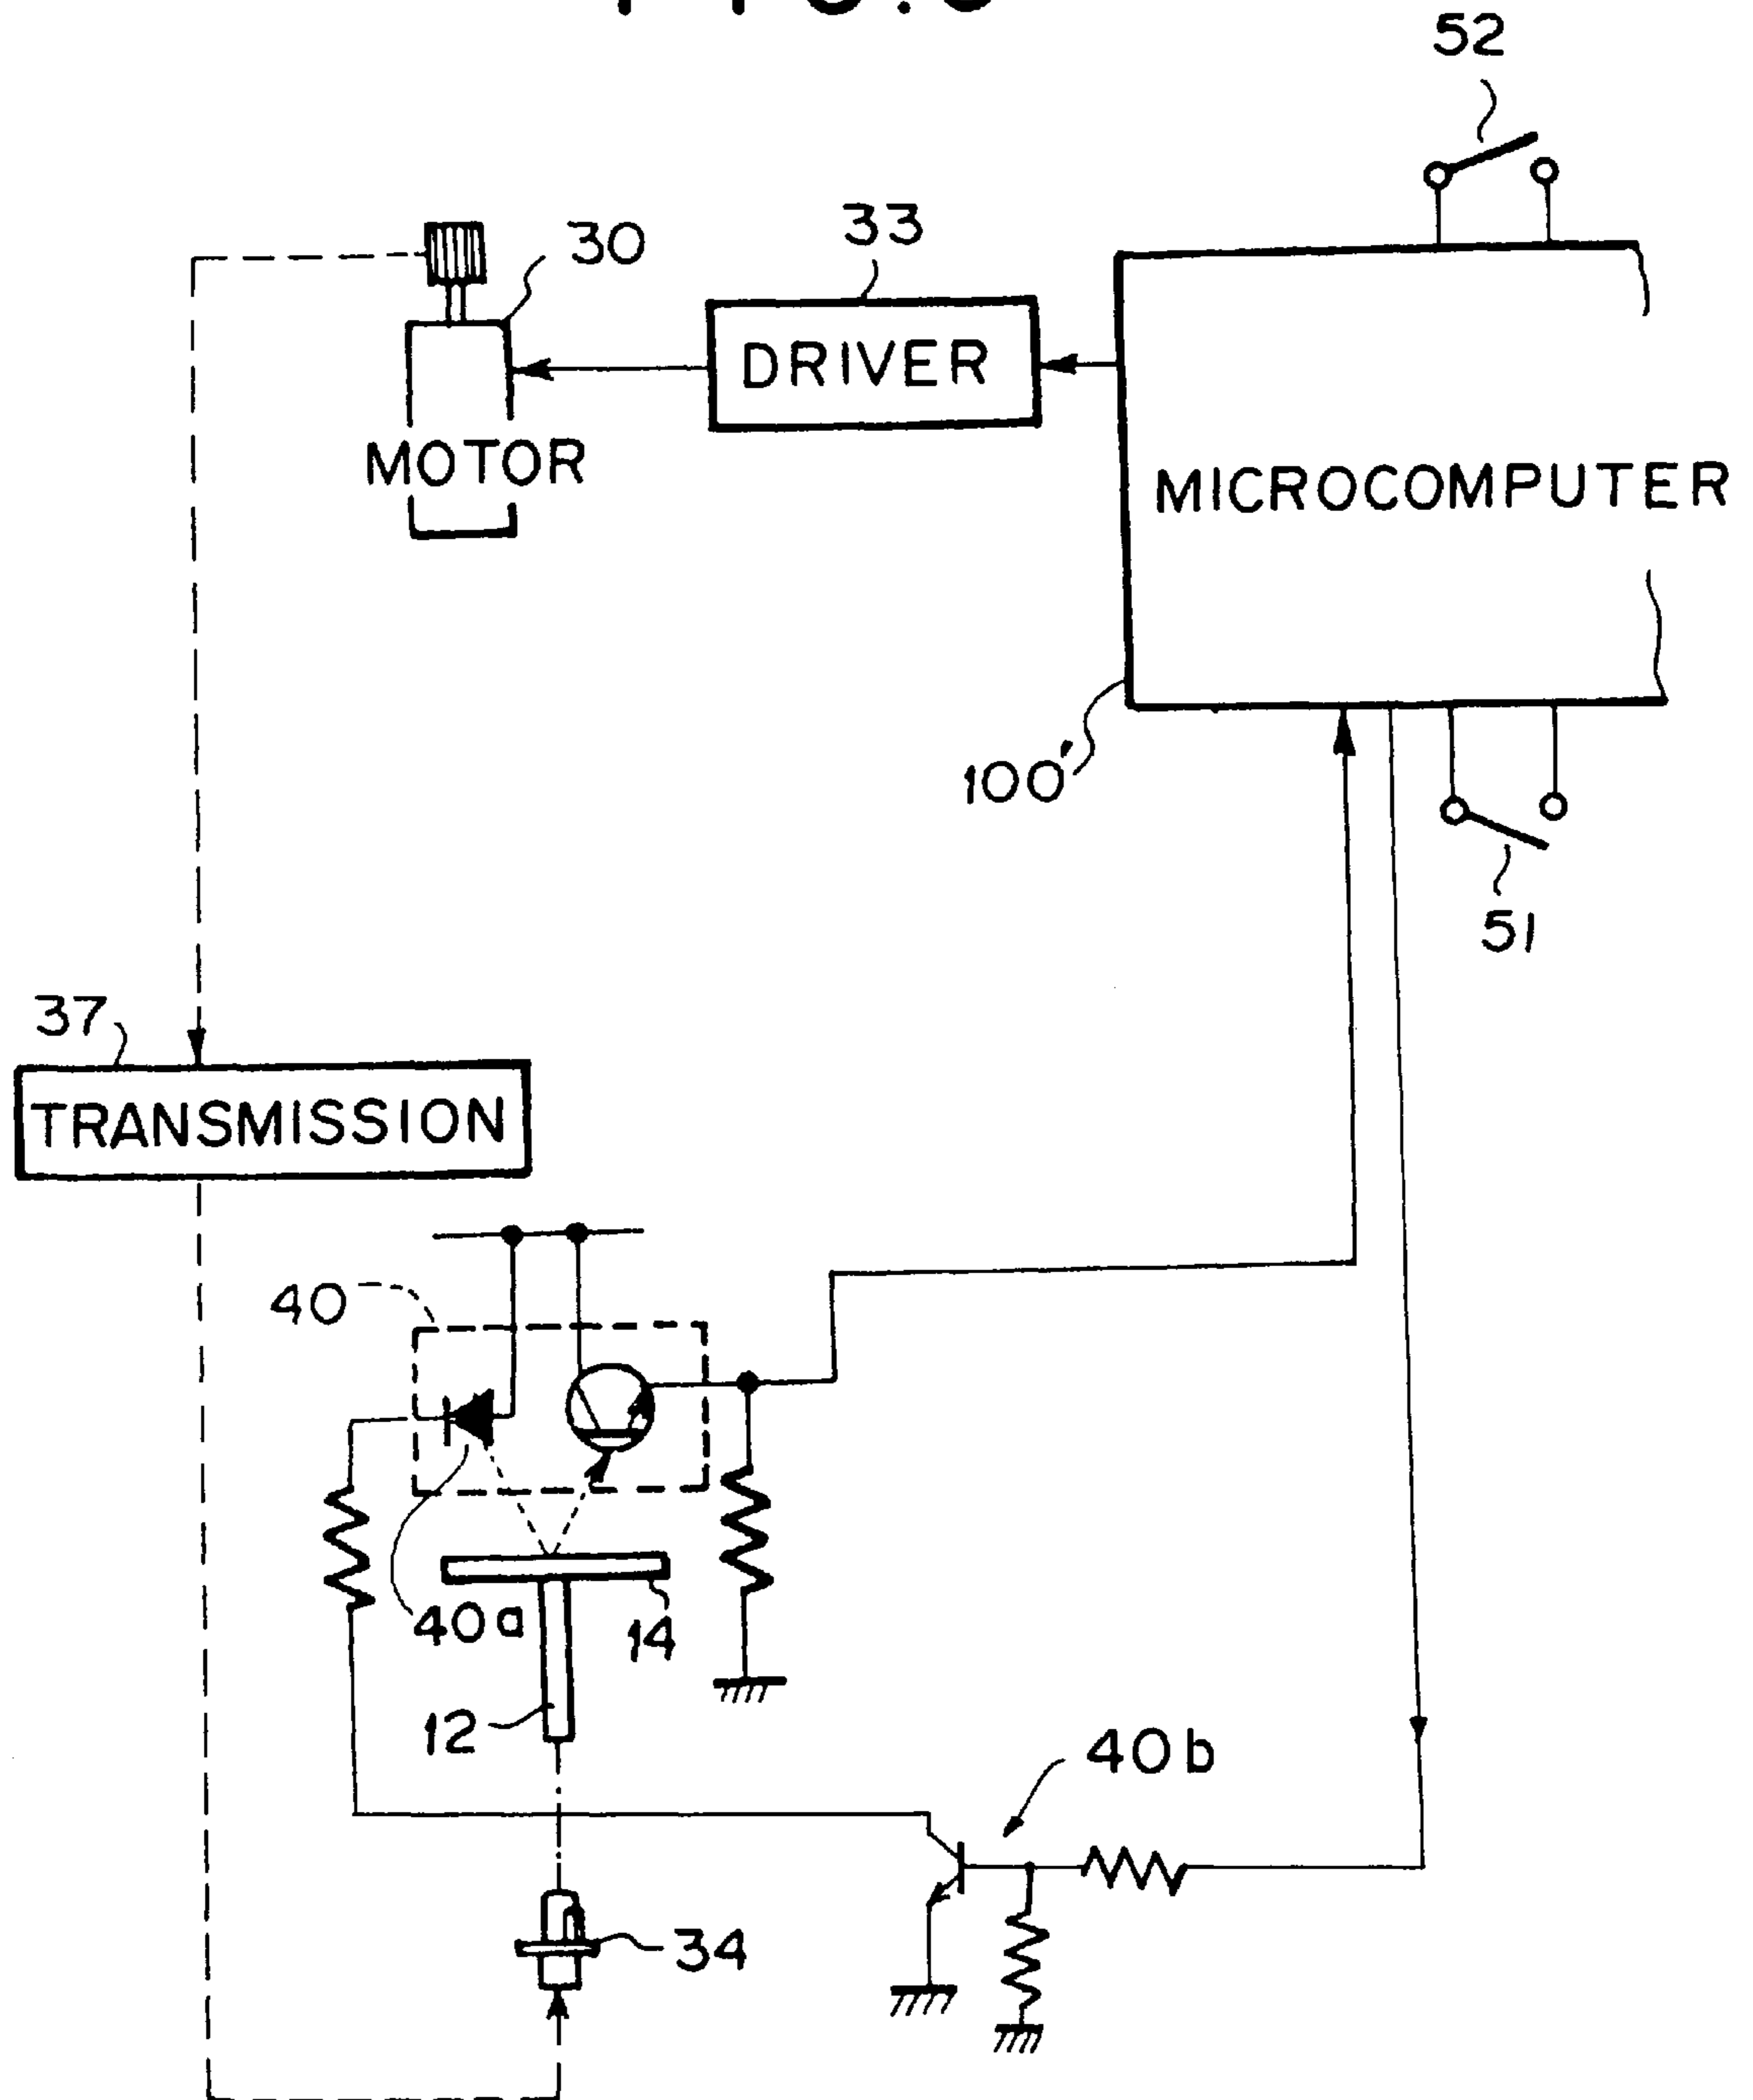 52
33
30
DRIVER
MOTOR
MICROCOMPUTER
100'
51
37
TRANSMISSION
40
40a
14
12
40b
34